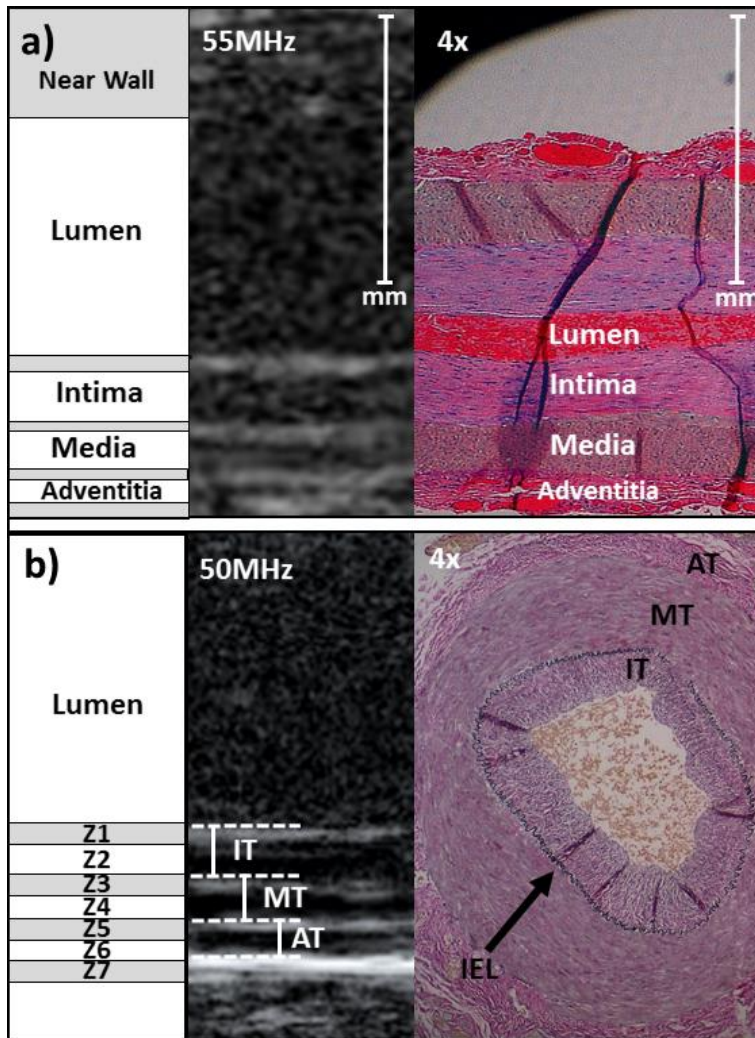 a)
55MHz
4x
Near Wall
Lumen
mm
mm
Lumen
Intima
Intima
Media
Media
Adventitia
Adventitia
b)
50MHz
4x
AT
MT
IT
Lumen
Z1
IT
Z2
Z3
MT
Z4
Z5
AT
Z6
Z7
IEL